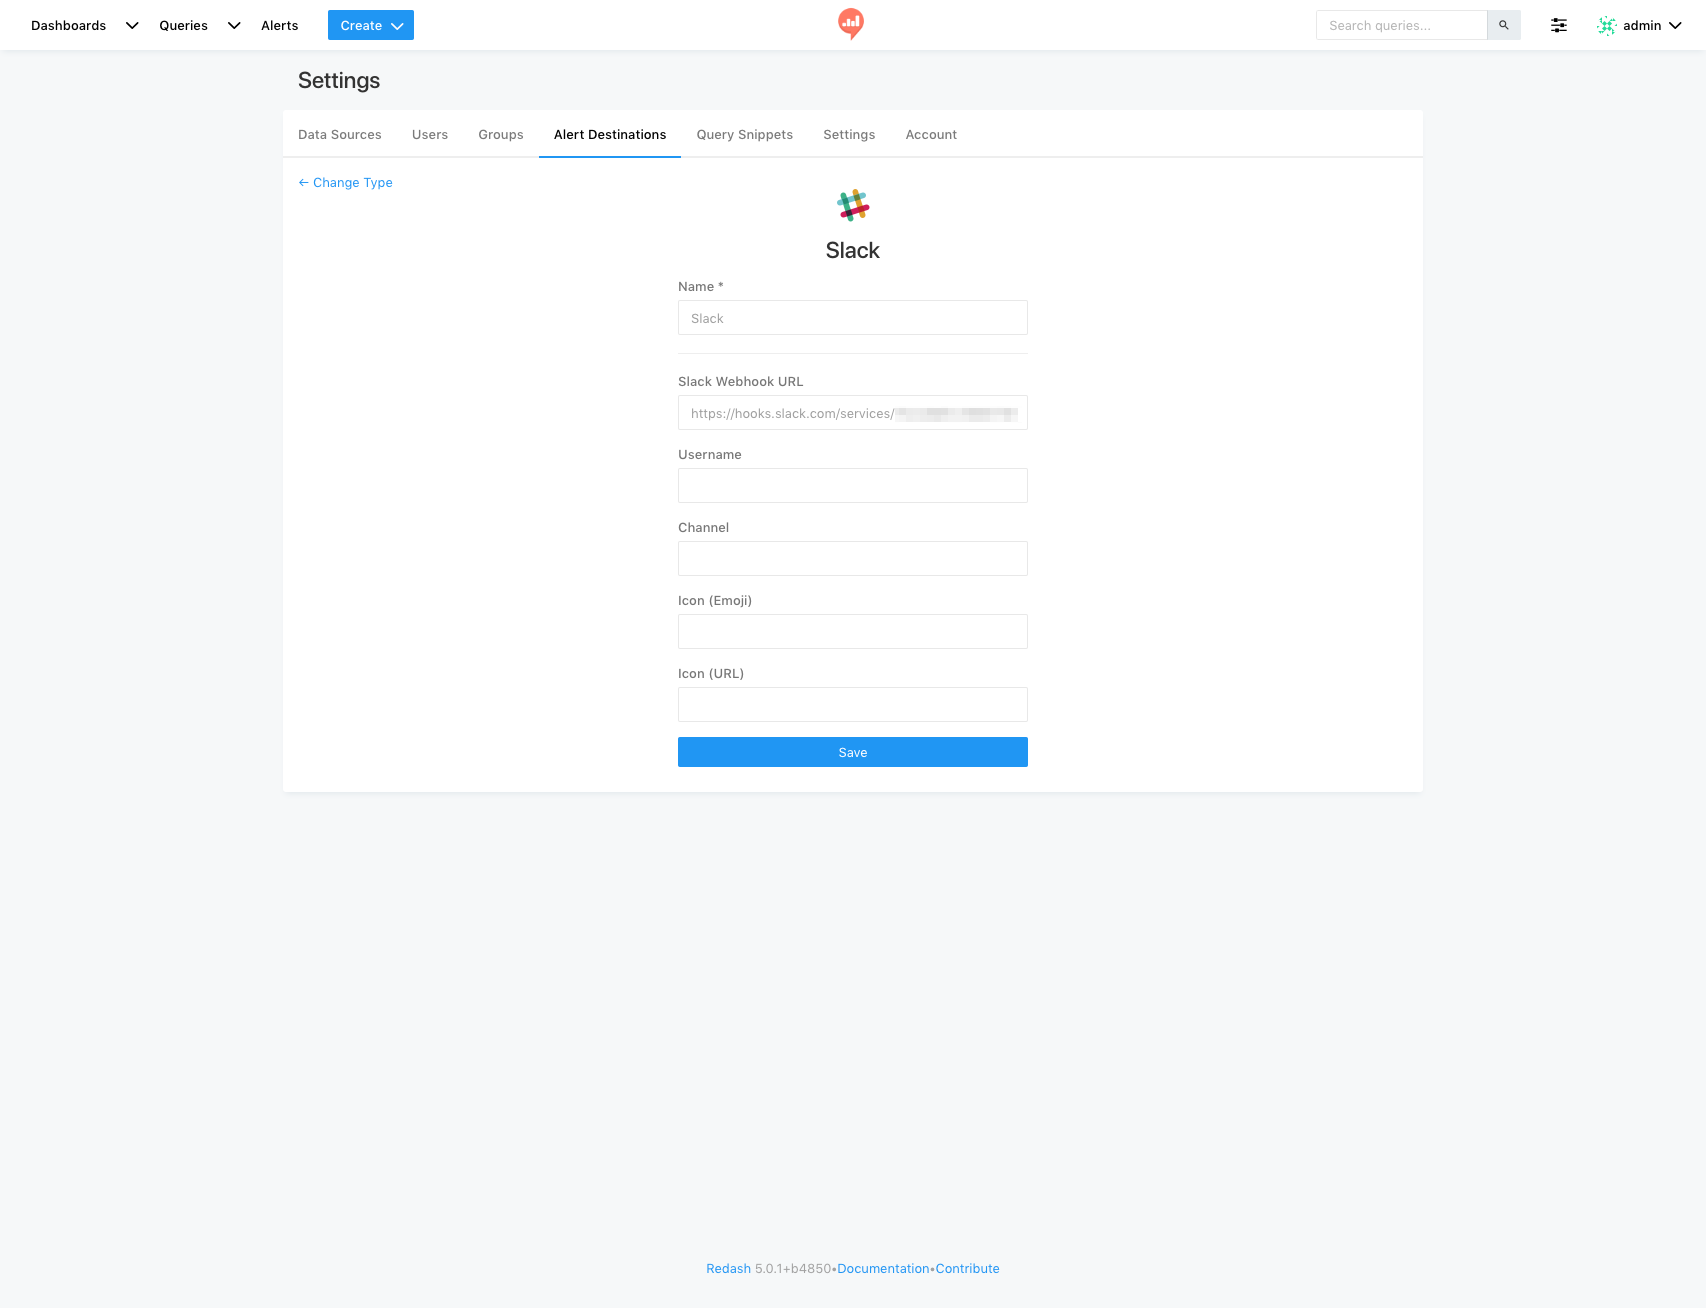 Dashboards Queries Alerts Create Search queries... admin
Settings
Data Sources Users Groups Alert Destinations Query Snippets Settings Account
← Change Type
Slack
Name *
Slack
Slack Webhook URL
https://hooks.slack.com/services/
Username
Channel
Icon (Emoji)
Icon (URL)
Save
Redash 5.0.1+b4850•Documentation•Contribute